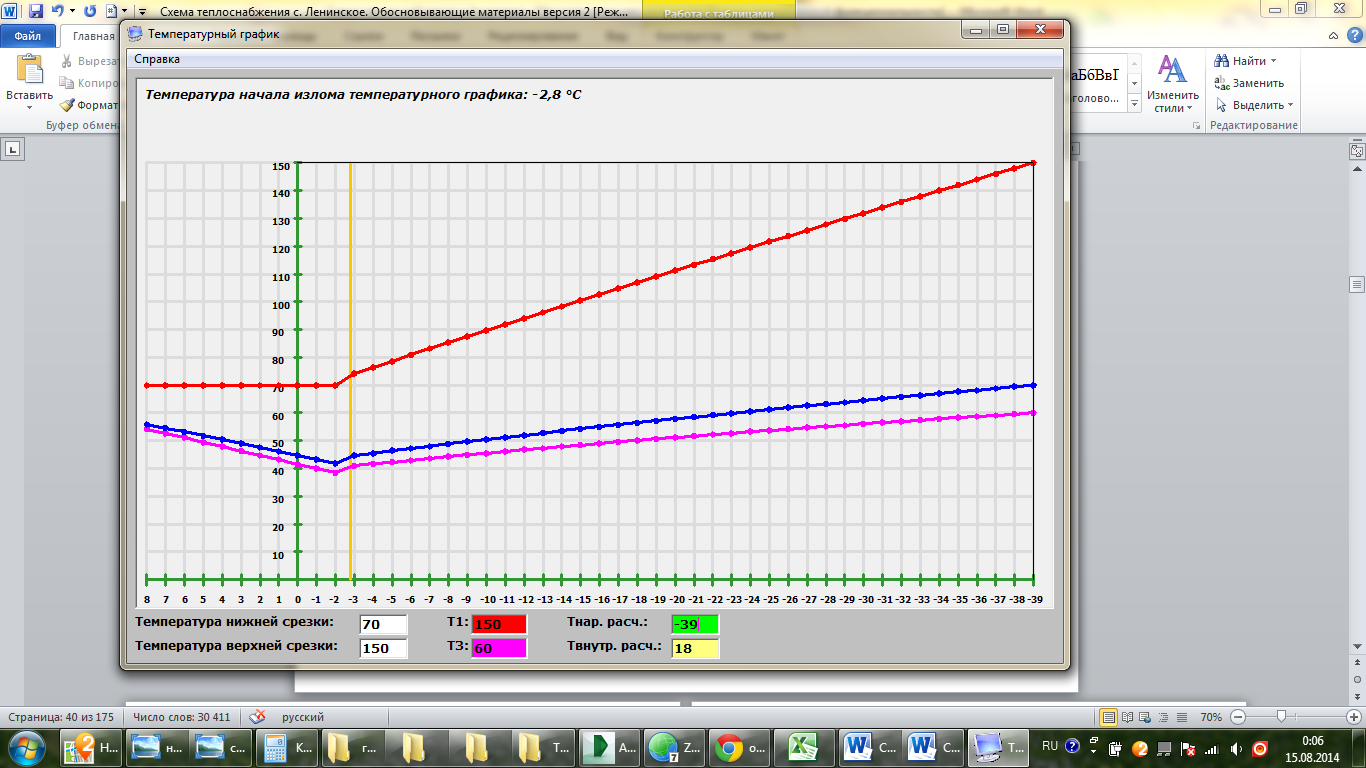 Схема теплоснабжения с. Ленинское. Обосновывающие материалы версия 2 [Реж...
Работа с таблицами
Файл
Главная
Температурный график
Справка
Вставить
Вырезать
Формат
Буфер обмена
АаБбВвІ
Изменить стили
Найти
Заменить
Выделить
Редактирование
Температура начала излома температурного графика: -2,8 °C
150
140
130
120
110
100
90
80
70
60
50
40
30
20
10
8 7 6 5 4 3 2 1 0 -1 -2 -3 -4 -5 -6 -7 -8 -9 -10 -11 -12 -13 -14 -15 -16 -17 -18 -19 -20 -21 -22 -23 -24 -25 -26 -27 -28 -29 -30 -31 -32 -33 -34 -35 -36 -37 -38 -39
Температура нижней срезки: 70 T1: 150 Tнар. расч.: -39
Температура верхней срезки: 150 T3: 60 Tвнутр. расч.: 18
Страница: 40 из 175 Число слов: 30 411 русский 70%
Н... н... с... К... г... Т... A... Z... о... С... С... Т... RU 0:06
15.08.2014